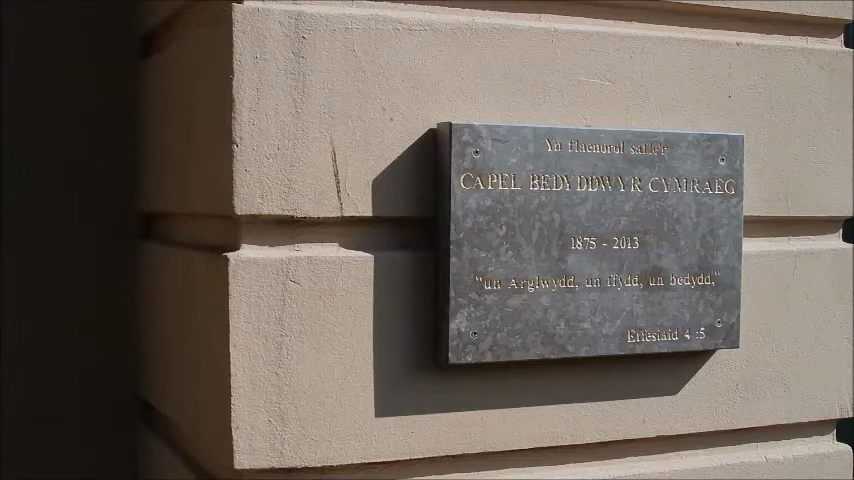 Yn flaenorol safle'r
CAPEL BEDYDDWYR CYMRAEG
1875 - 2013
"un Arglwydd, un ffydd, un bedydd,"
Effesiaid 4 :5